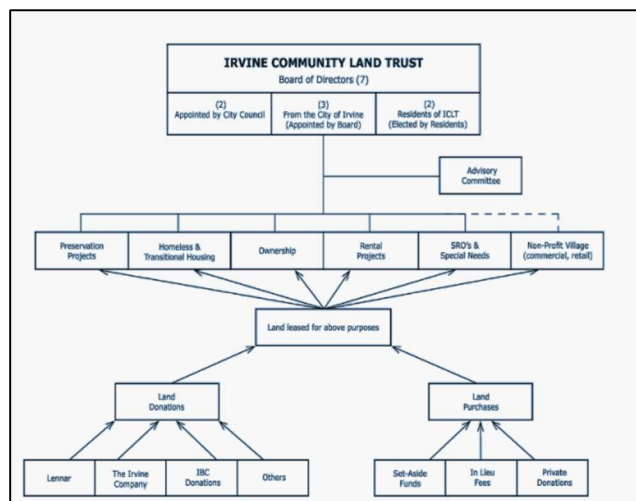 IRVINE COMMUNITY LAND TRUST
Board of Directors (7)
(2)
Appointed by City Council
(3)
From the City of Irvine
(Appointed by Board)
(2)
Residents of ICLT
(Elected by Residents)
Advisory
Committee
Preservation
Projects
Homeless &
Transitional Housing
Ownership
Rental
Projects
SRO's &
Special Needs
Non-Profit Village
(commercial, retail)
Land leased for above purposes
Land
Donations
Land
Purchases
Lennar
The Irvine
Company
IBC
Donations
Others
Set-Aside
Funds
In Lieu
Fees
Private
Donations